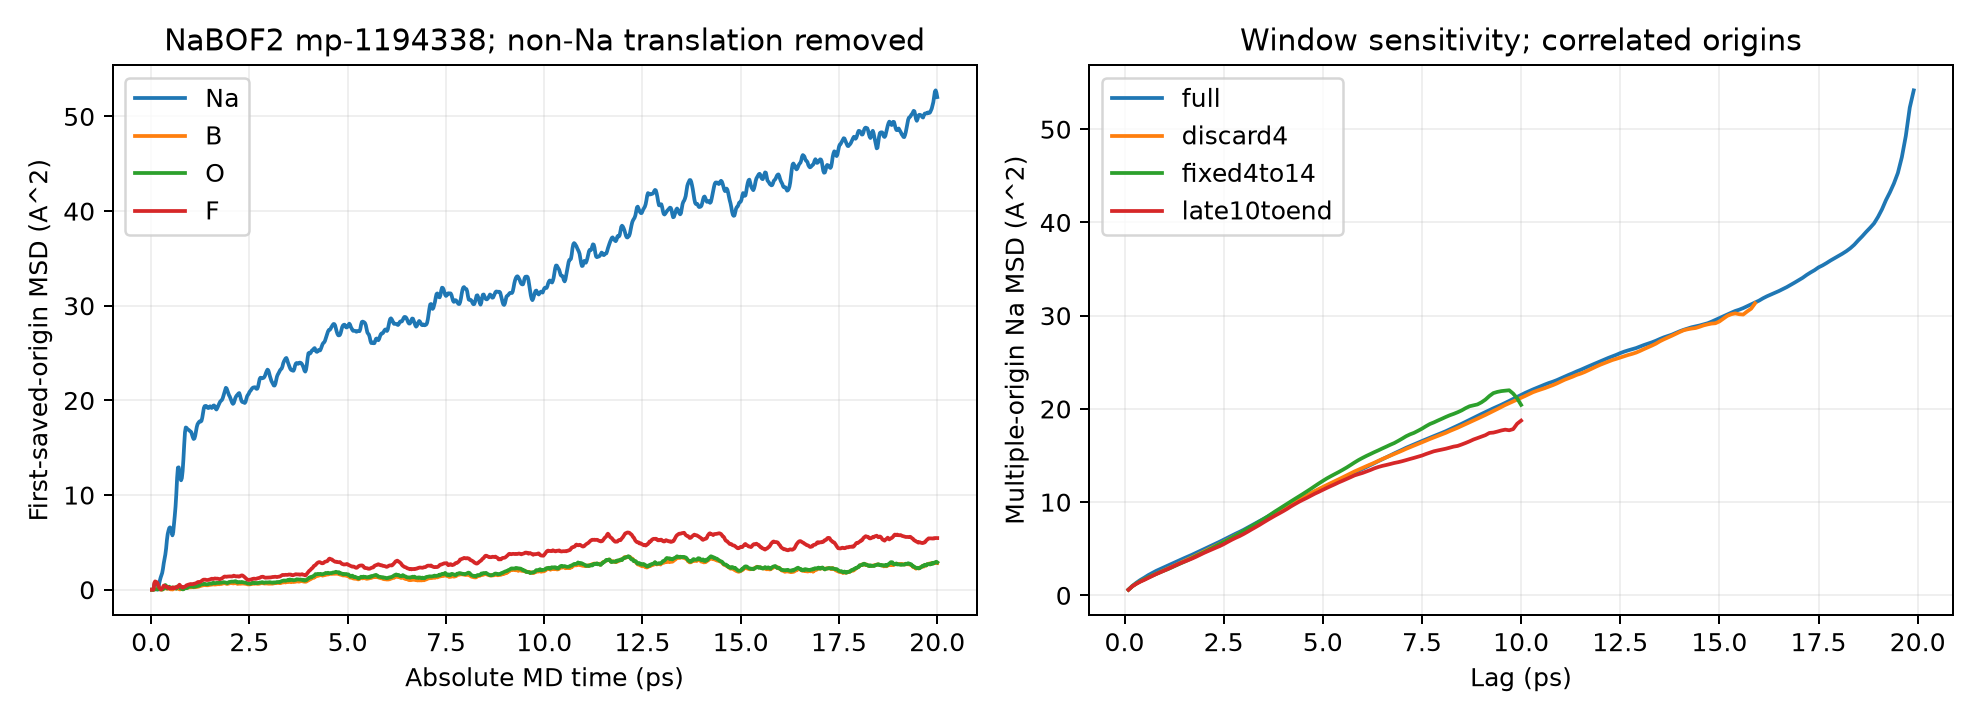 NaBOF2 mp-1194338; non-Na translation removed
First-saved-origin MSD (A^2)
50
40
30
20
10
0
Na
B
O
F
0.0 2.5 5.0 7.5 10.0 12.5 15.0 17.5 20.0
Absolute MD time (ps)
Window sensitivity; correlated origins
Multiple-origin Na MSD (A^2)
50
40
30
20
10
0
full
discard4
fixed4to14
late10toend
0.0 2.5 5.0 7.5 10.0 12.5 15.0 17.5 20.0
Lag (ps)